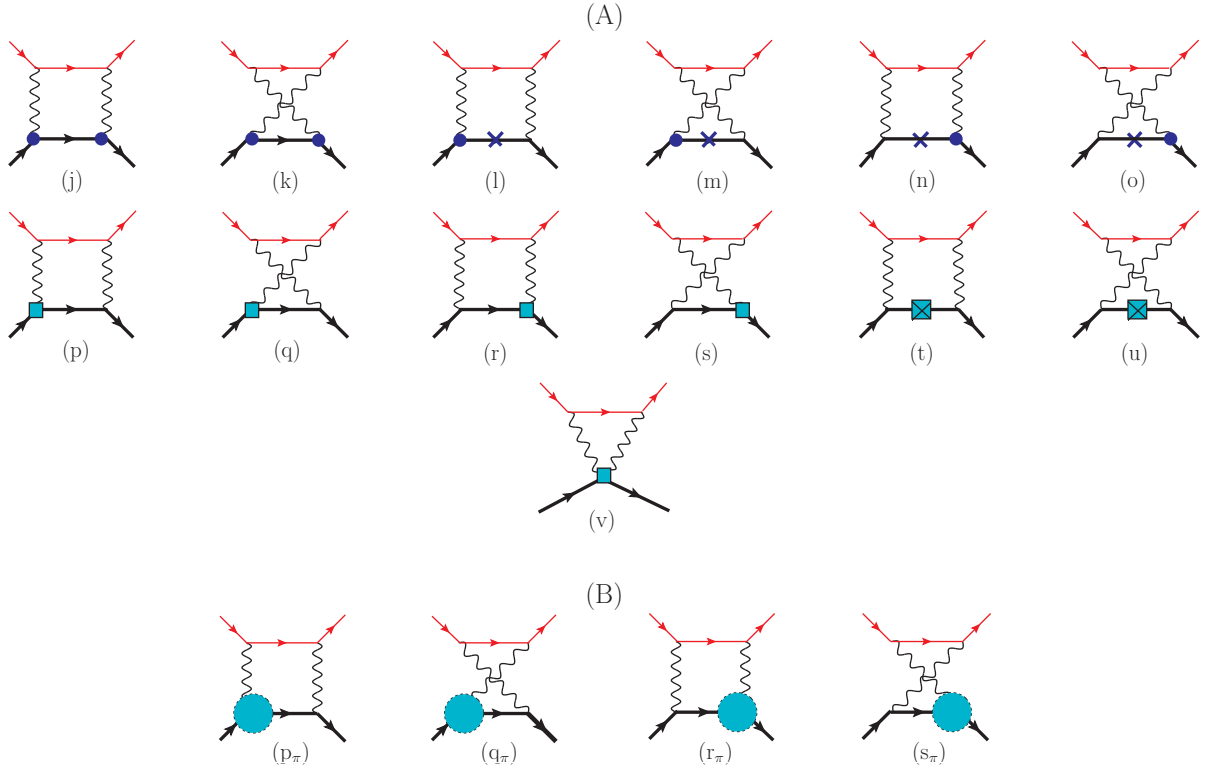 (A)
(j) (k) (l) (m) (n) (o)
(p) (q) (r) (s) (t) (u)
(v)
(B)
(p_π) (q_π) (r_π) (s_π)